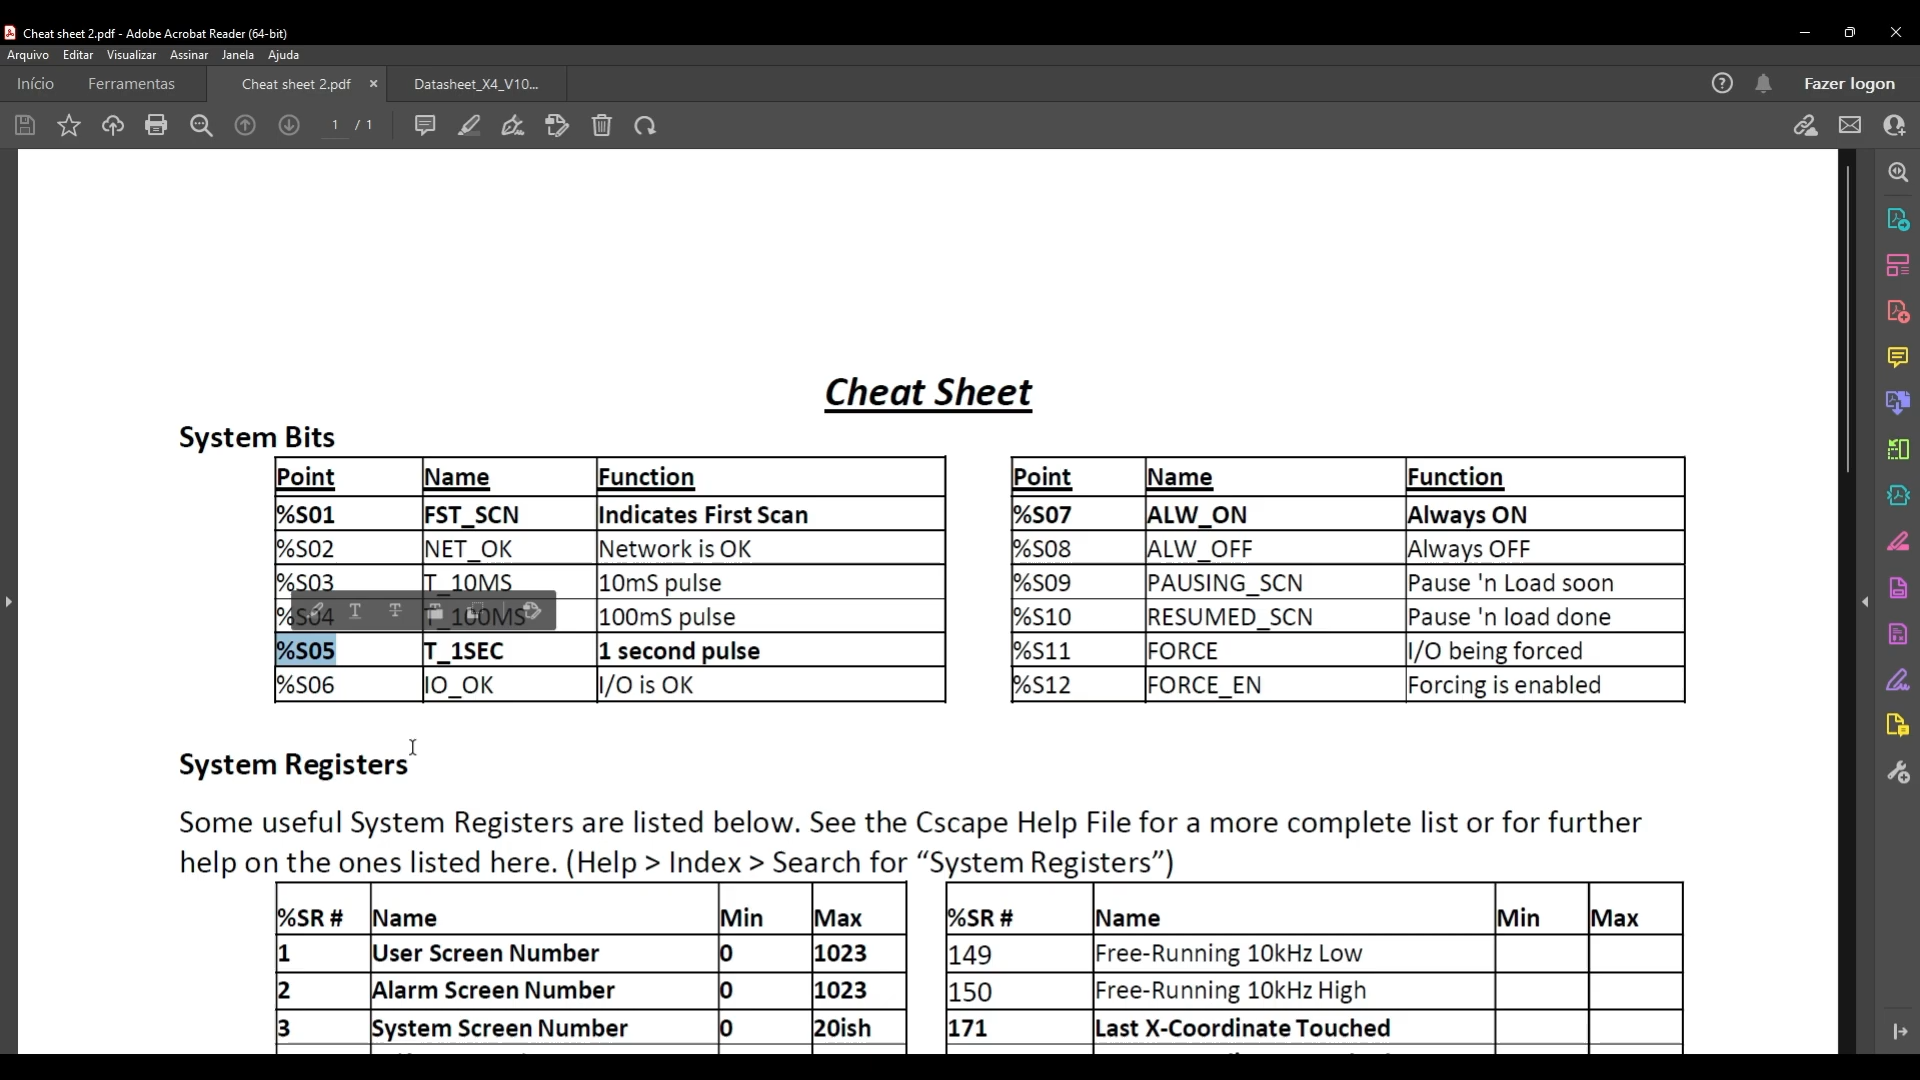 Cheat sheet 2.pdf - Adobe Acrobat Reader (64-bit)
Arquivo Editar Visualizar Assinar Janela Ajuda
Início Ferramentas Cheat sheet 2.pdf × Datasheet_X4_V10... Fazer logon
1 / 1
Cheat Sheet
System Bits
Point Name Function
%S01 FST_SCN Indicates First Scan
%S02 NET_OK Network is OK
%S03 T_10MS 10mS pulse
%S04 T_100MS 100mS pulse
%S05 T_1SEC 1 second pulse
%S06 IO_OK I/O is OK
Point Name Function
%S07 ALW_ON Always ON
%S08 ALW_OFF Always OFF
%S09 PAUSING_SCN Pause 'n Load soon
%S10 RESUMED_SCN Pause 'n load done
%S11 FORCE I/O being forced
%S12 FORCE_EN Forcing is enabled
System Registers
Some useful System Registers are listed below. See the Cscape Help File for a more complete list or for further
help on the ones listed here. (Help > Index > Search for “System Registers”)
%SR # Name Min Max
1 User Screen Number 0 1023
2 Alarm Screen Number 0 1023
3 System Screen Number 0 20ish
%SR # Name Min Max
149 Free-Running 10kHz Low
150 Free-Running 10kHz High
171 Last X-Coordinate Touched